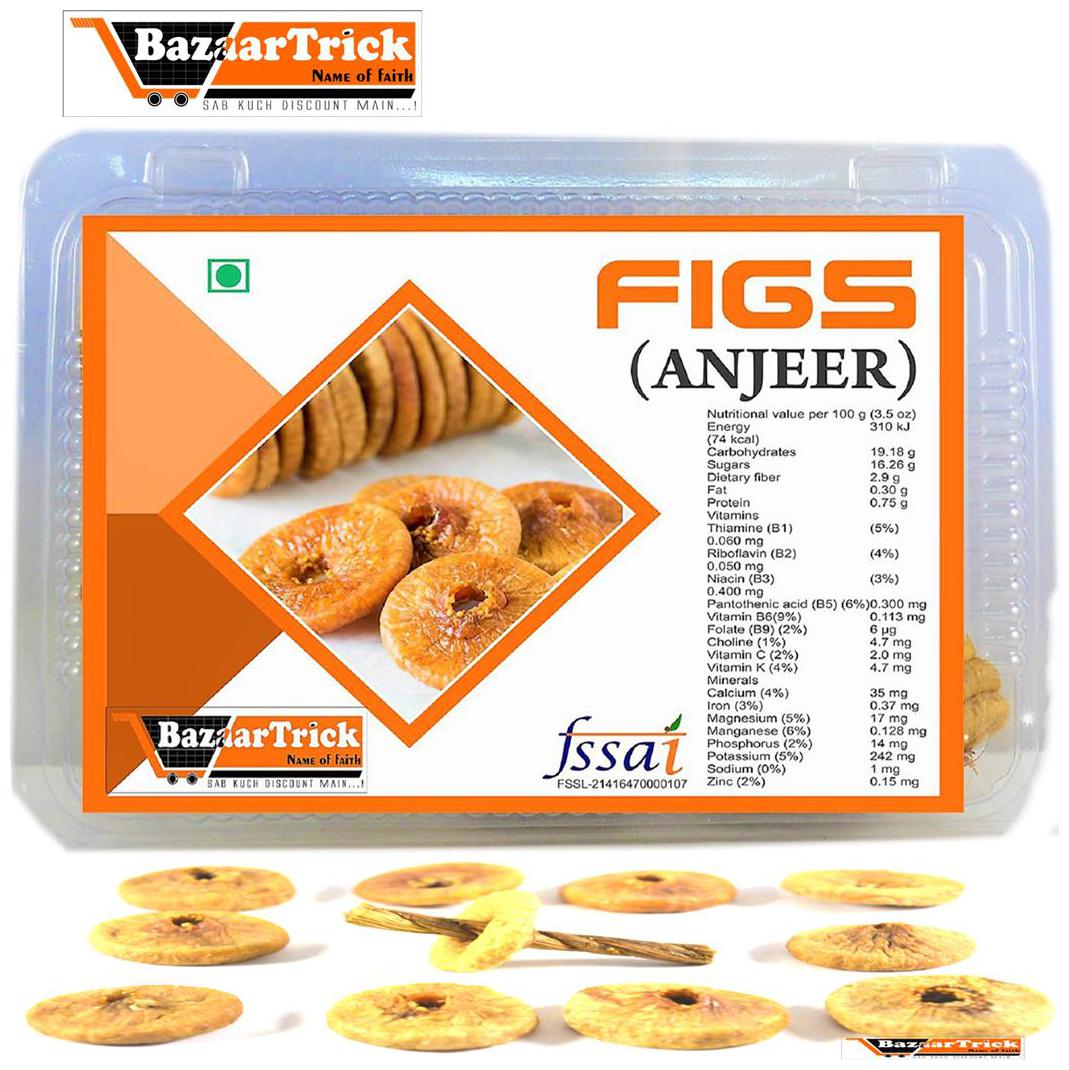 BazaarTrick
NAME OF FAITH
SAB KUCH DISCOUNT MAIN...!
FIGS
(ANJEER)
Nutritional value per 100 g (3.5 oz)
Energy 310 kJ
(74 kcal)
Carbohydrates 19.18 g
Sugars 16.26 g
Dietary fiber 2.9 g
Fat 0.30 g
Protein 0.75 g
Vitamins
Thiamine (B1) (5%)
0.060 mg
Riboflavin (B2) (4%)
0.050 mg
Niacin (B3) (3%)
0.400 mg
Pantothenic acid (B5) (6%)0.300 mg
Vitamin B6(9%) 0.113 mg
Folate (B9) (2%) 6 µg
Choline (1%) 4.7 mg
Vitamin C (2%) 2.0 mg
Vitamin K (4%) 4.7 mg
Minerals
Calcium (4%) 35 mg
Iron (3%) 0.37 mg
Magnesium (5%) 17 mg
Manganese (6%) 0.128 mg
Phosphorus (2%) 14 mg
Potassium (5%) 242 mg
Sodium (0%) 1 mg
Zinc (2%) 0.15 mg
BazaarTrick
NAME OF FAITH
SAB KUCH DISCOUNT MAIN...!
fssai
FSSL-21416470000107
BazaarTrick
NAME OF FAITH